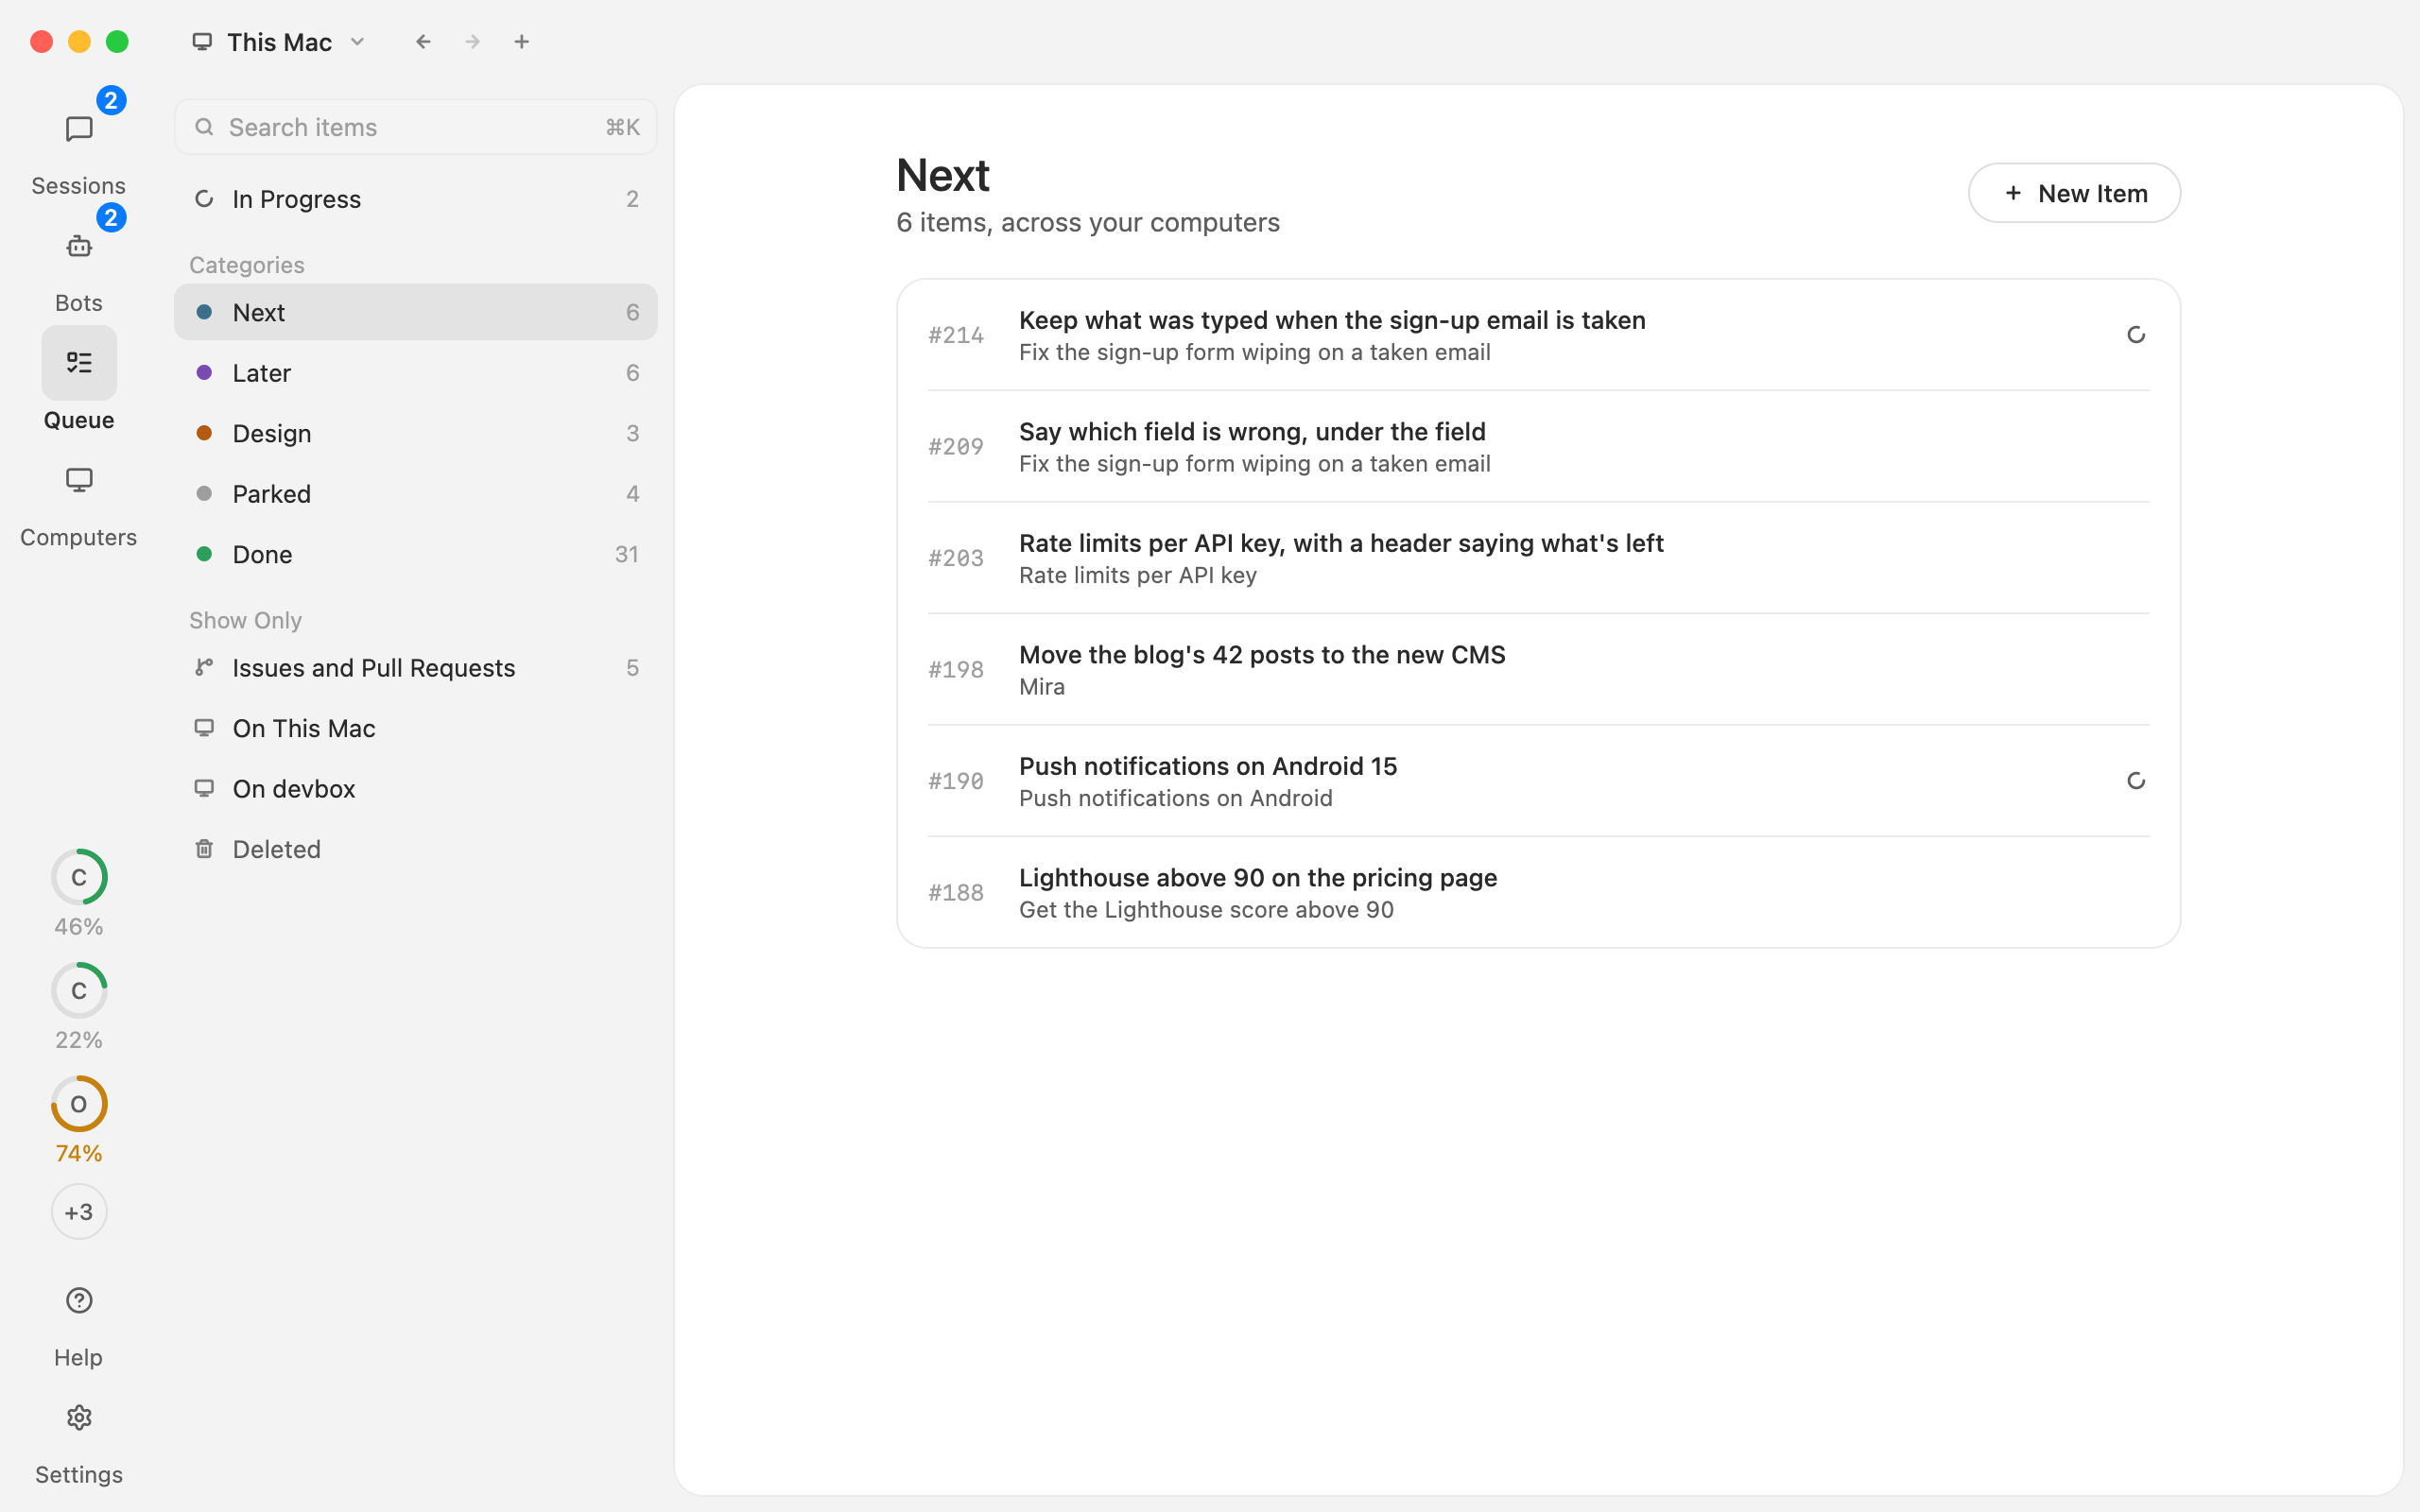 This Mac
2
Sessions
2
Bots
Queue
Computers
C
46%
C
22%
O
74%
+3
Help
Settings
Search items ⌘K
In Progress 2
Categories
Next 6
Later 6
Design 3
Parked 4
Done 31
Show Only
Issues and Pull Requests 5
On This Mac
On devbox
Deleted
Next
6 items, across your computers
+ New Item
#214 Keep what was typed when the sign-up email is taken
Fix the sign-up form wiping on a taken email
#209 Say which field is wrong, under the field
Fix the sign-up form wiping on a taken email
#203 Rate limits per API key, with a header saying what's left
Rate limits per API key
#198 Move the blog's 42 posts to the new CMS
Mira
#190 Push notifications on Android 15
Push notifications on Android
#188 Lighthouse above 90 on the pricing page
Get the Lighthouse score above 90